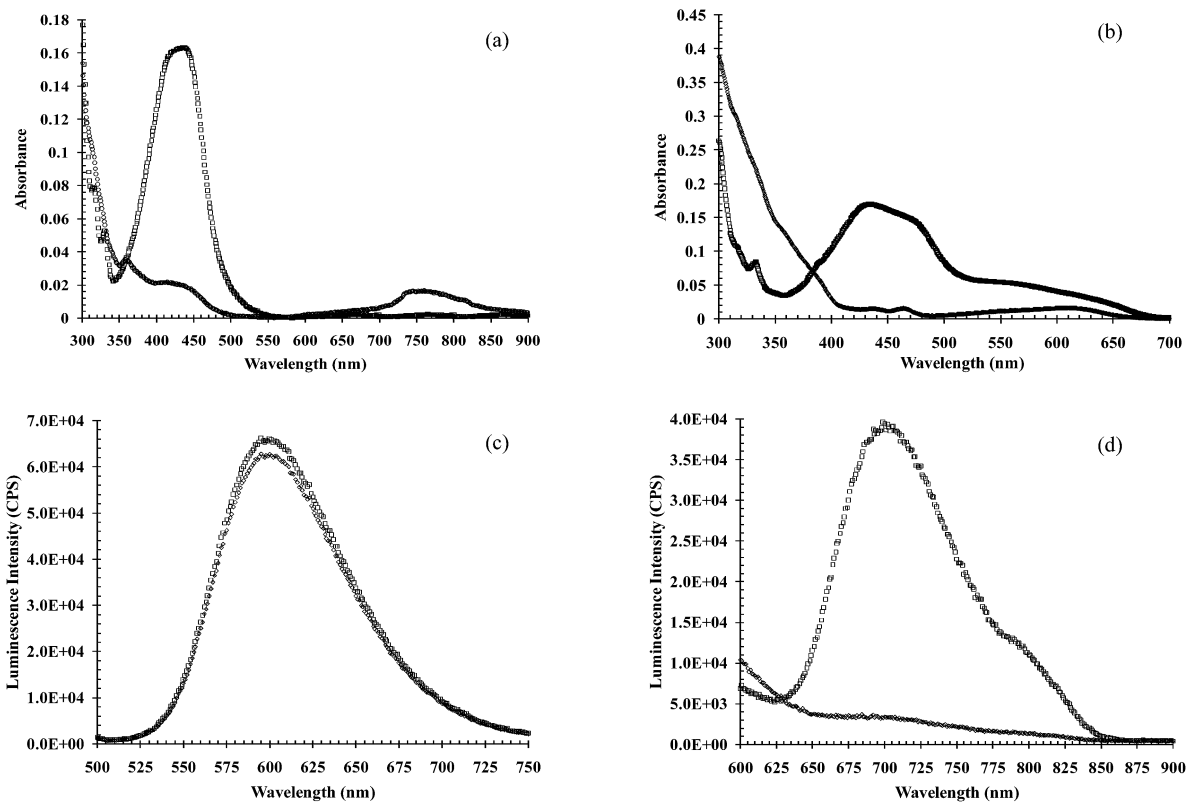 (a)
0.18
0.16
0.14
0.12
0.1
0.08
0.06
0.04
0.02
0
Absorbance
300 350 400 450 500 550 600 650 700 750 800 850 900
Wavelength (nm)
(b)
0.45
0.4
0.35
0.3
0.25
0.2
0.15
0.1
0.05
0
Absorbance
300 350 400 450 500 550 600 650 700
Wavelength (nm)
(c)
7.0E+04
6.0E+04
5.0E+04
4.0E+04
3.0E+04
2.0E+04
1.0E+04
0.0E+00
Luminescence Intensity (CPS)
500 525 550 575 600 625 650 675 700 725 750
Wavelength (nm)
(d)
4.0E+04
3.5E+04
3.0E+04
2.5E+04
2.0E+04
1.5E+04
1.0E+04
5.0E+03
0.0E+00
Luminescence Intensity (CPS)
600 625 650 675 700 725 750 775 800 825 850 875 900
Wavelength (nm)